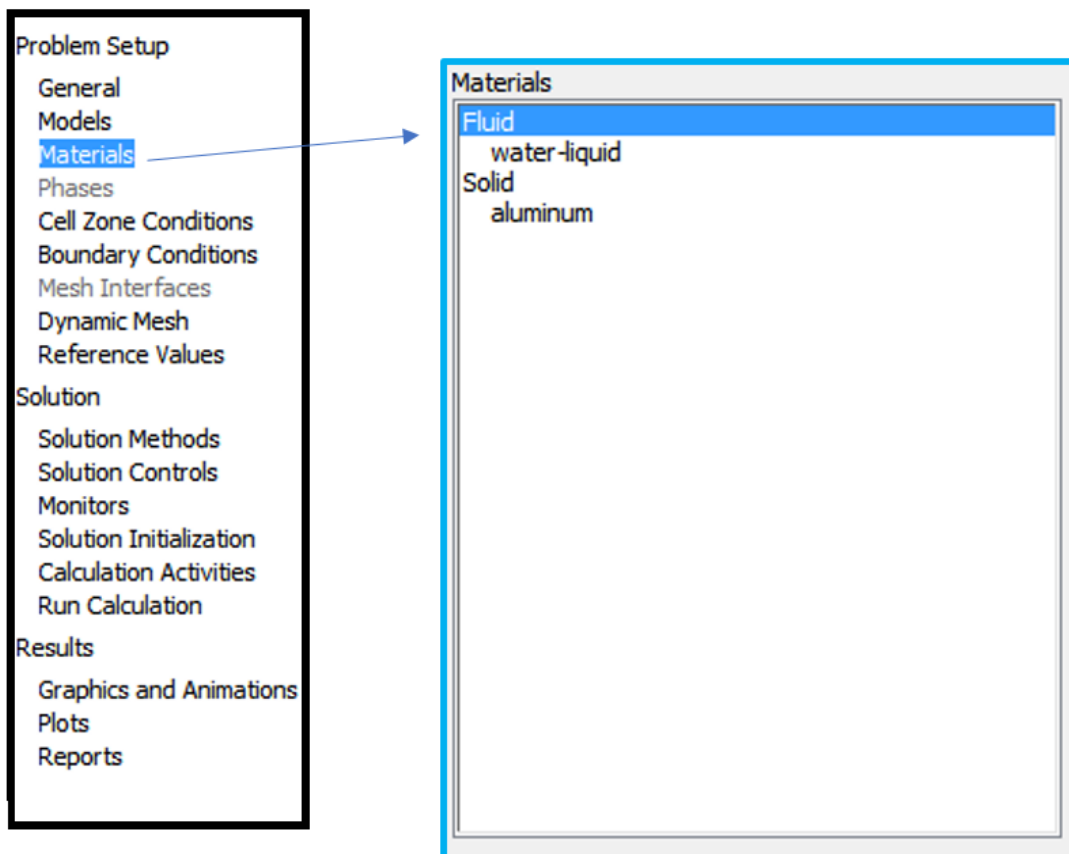 Problem Setup
General
Models
Materials
Phases
Cell Zone Conditions
Boundary Conditions
Mesh Interfaces
Dynamic Mesh
Reference Values
Solution
Solution Methods
Solution Controls
Monitors
Solution Initialization
Calculation Activities
Run Calculation
Results
Graphics and Animations
Plots
Reports
Materials
Fluid
water-liquid
Solid
aluminum